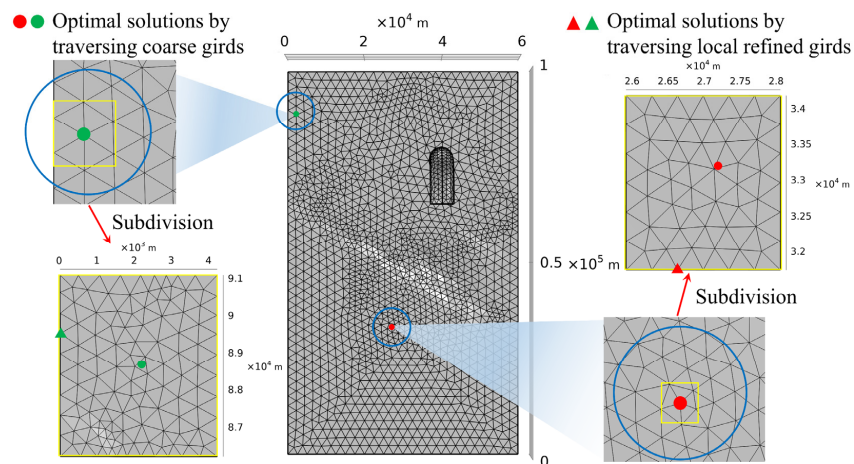 Optimal solutions by
traversing coarse girds
×10⁴ m
0 2 4 6
Optimal solutions by
traversing local refined girds
×10⁴ m
2.6 2.65 2.7 2.75 2.8
3.4
3.35
3.3 ×10⁴ m
3.25
3.2
1
0.5 ×10⁵ m
0
Subdivision
×10³ m
0 1 2 3 4
9.1
9
8.9
8.8 ×10⁴ m
8.7
Subdivision